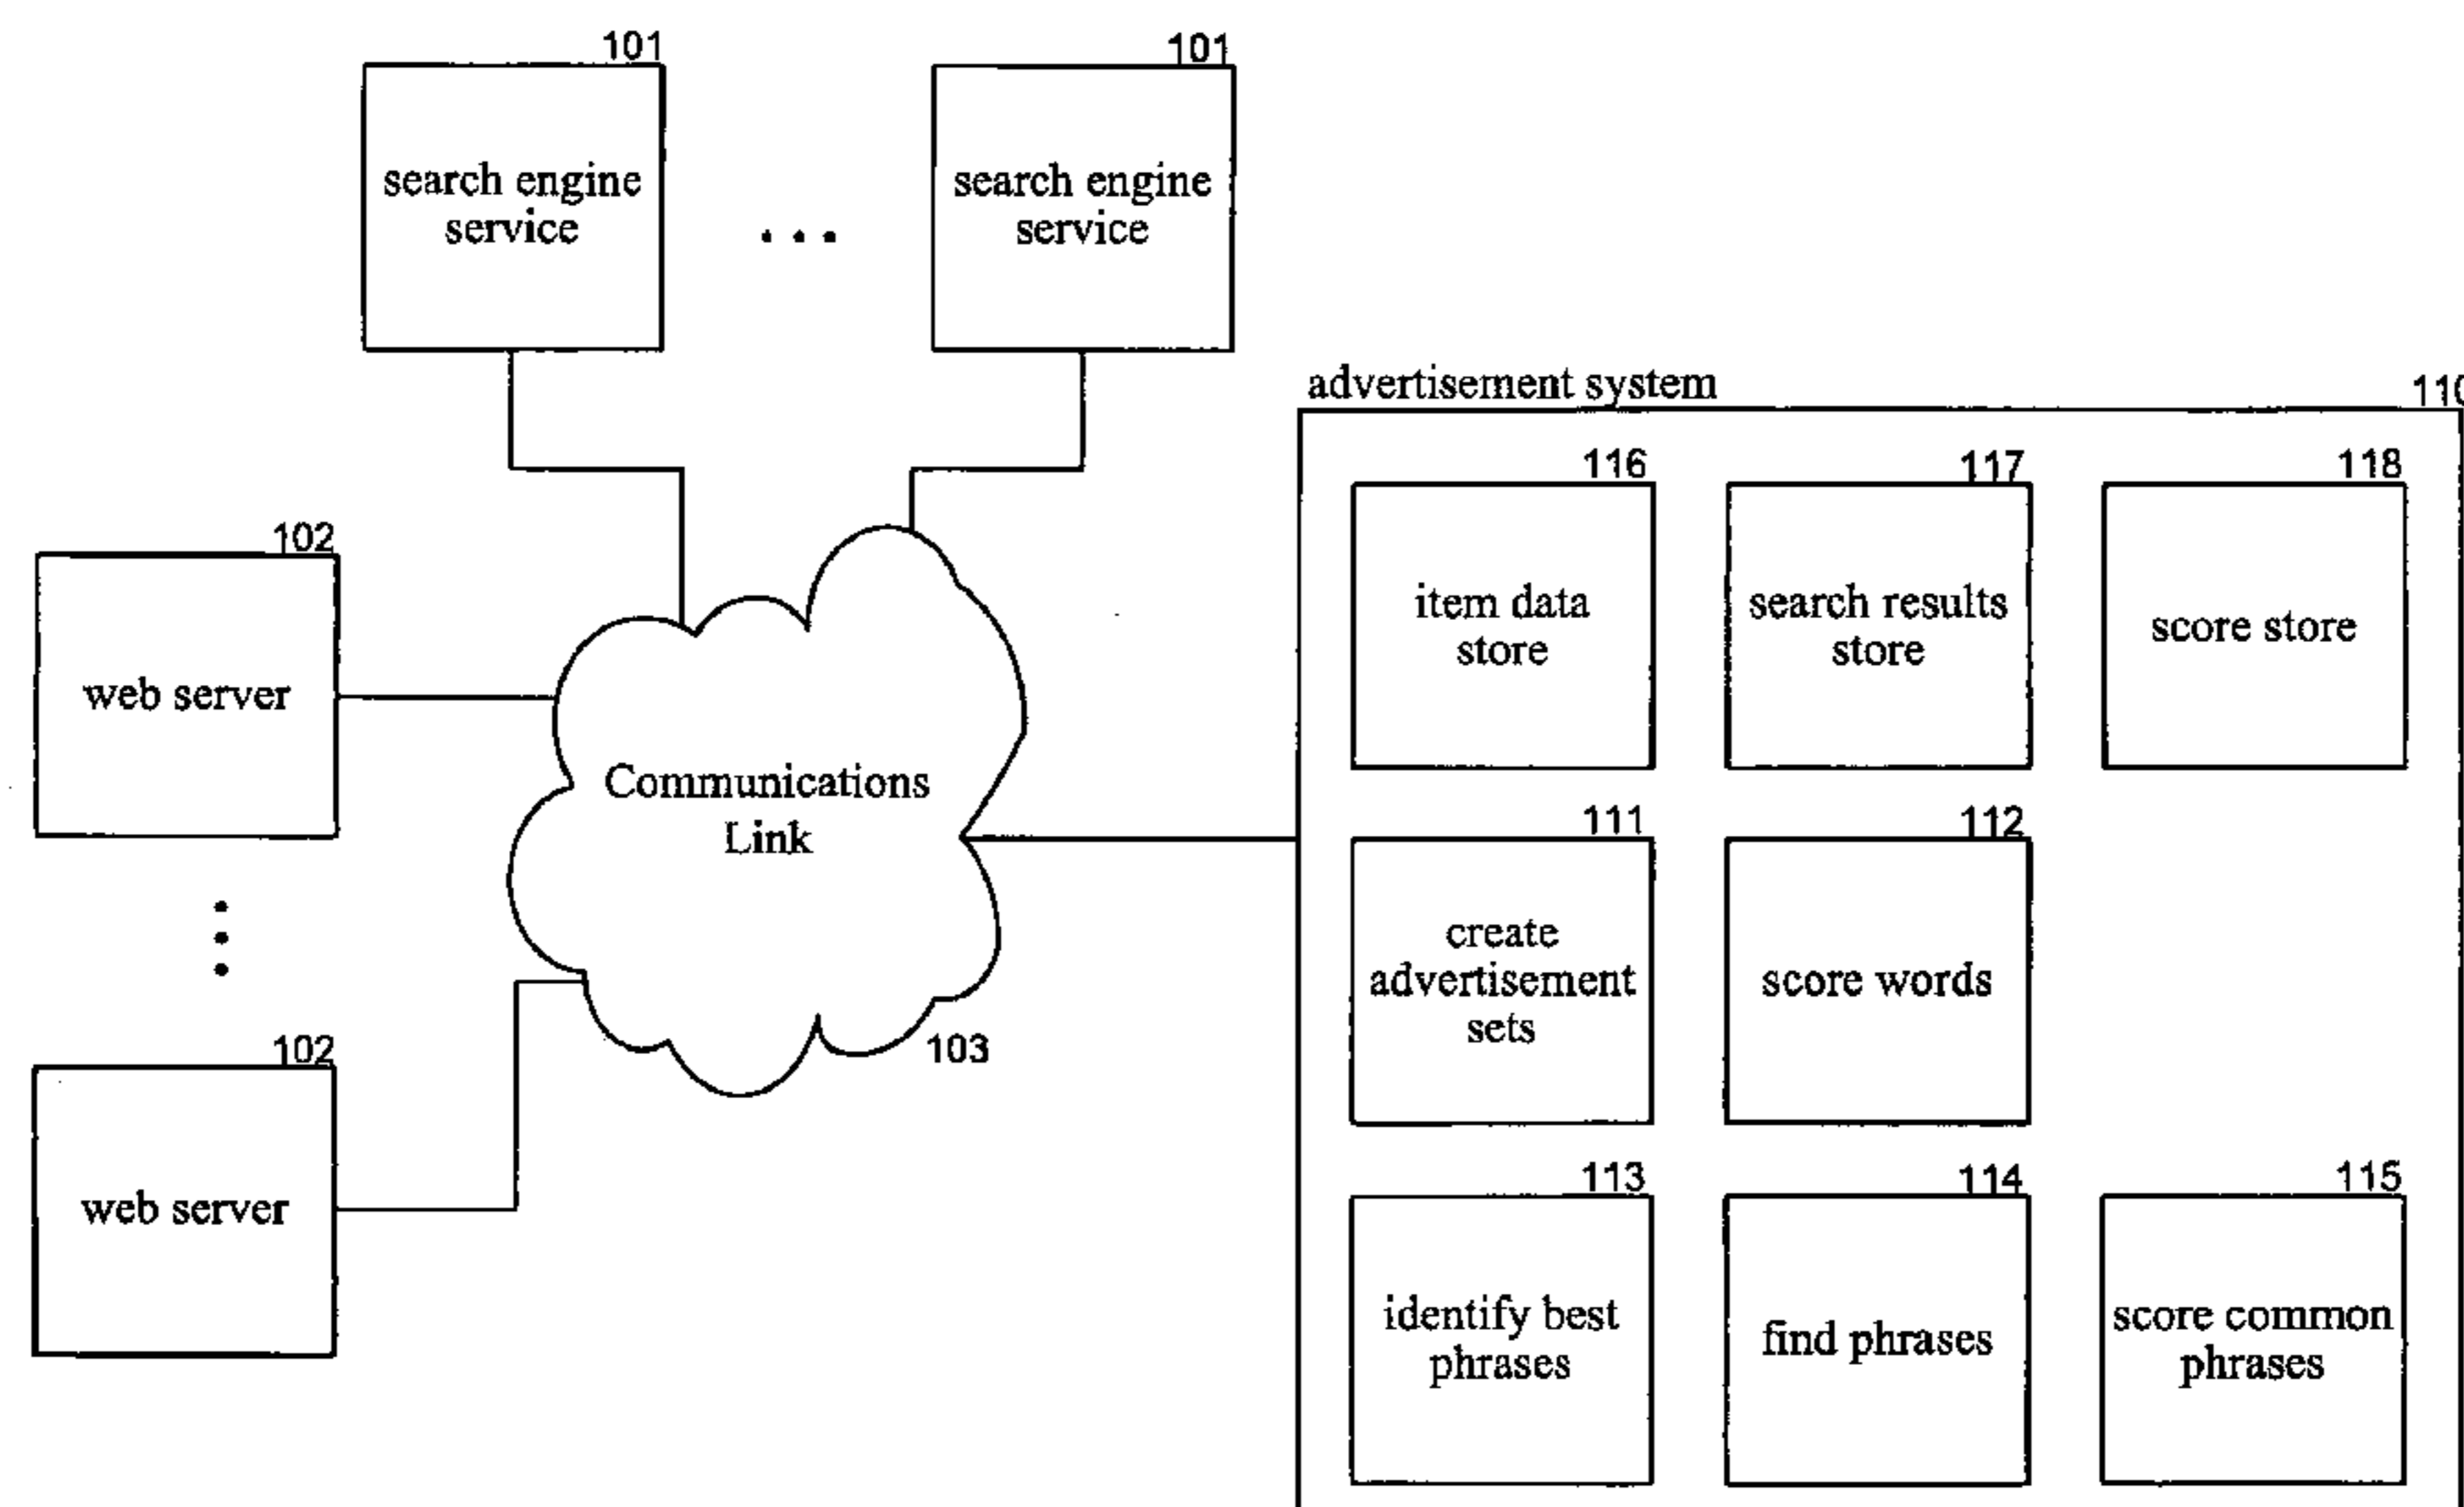 101
search engine
service
...
101
search engine
service
advertisement system
110
116
item data
store
117
search results
store
118
score store
102
web server
Communications
Link
103
111
create
advertisement
sets
112
score words
102
web server
113
identify best
phrases
114
find phrases
115
score common
phrases